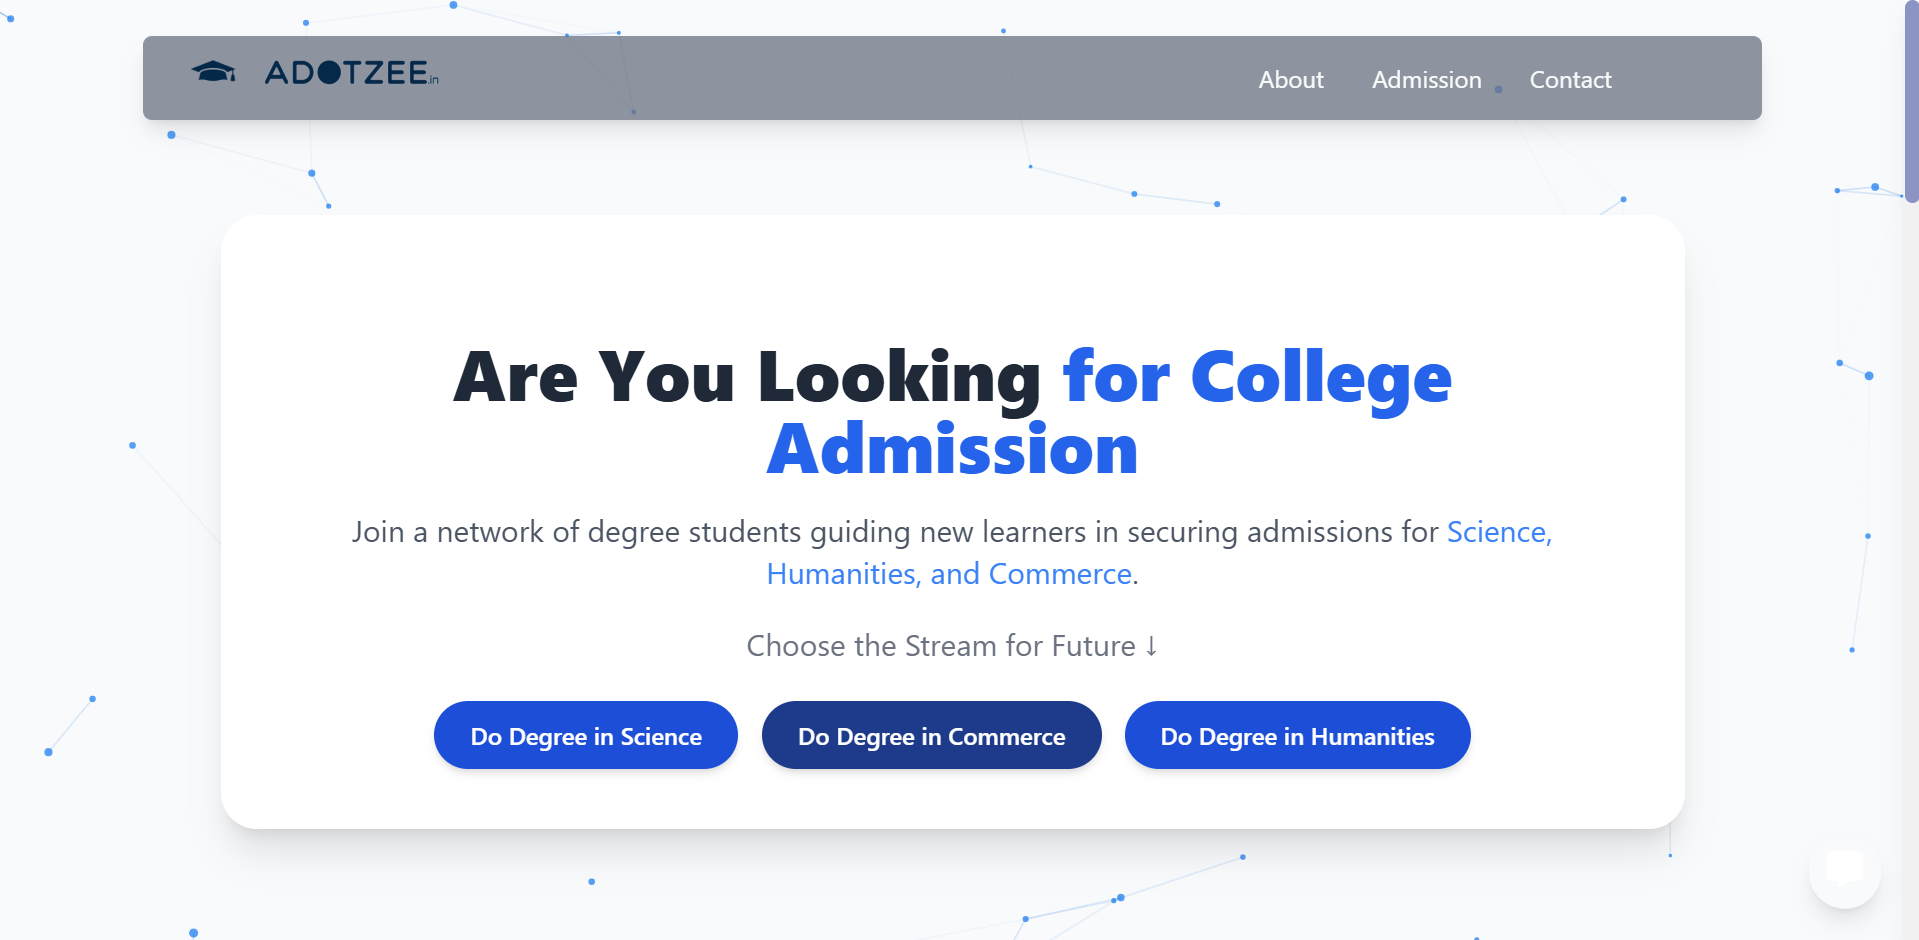 ADOTZEE.in
About Admission Contact
Are You Looking for College
Admission
Join a network of degree students guiding new learners in securing admissions for Science,
Humanities, and Commerce.
Choose the Stream for Future ↓
Do Degree in Science Do Degree in Commerce Do Degree in Humanities